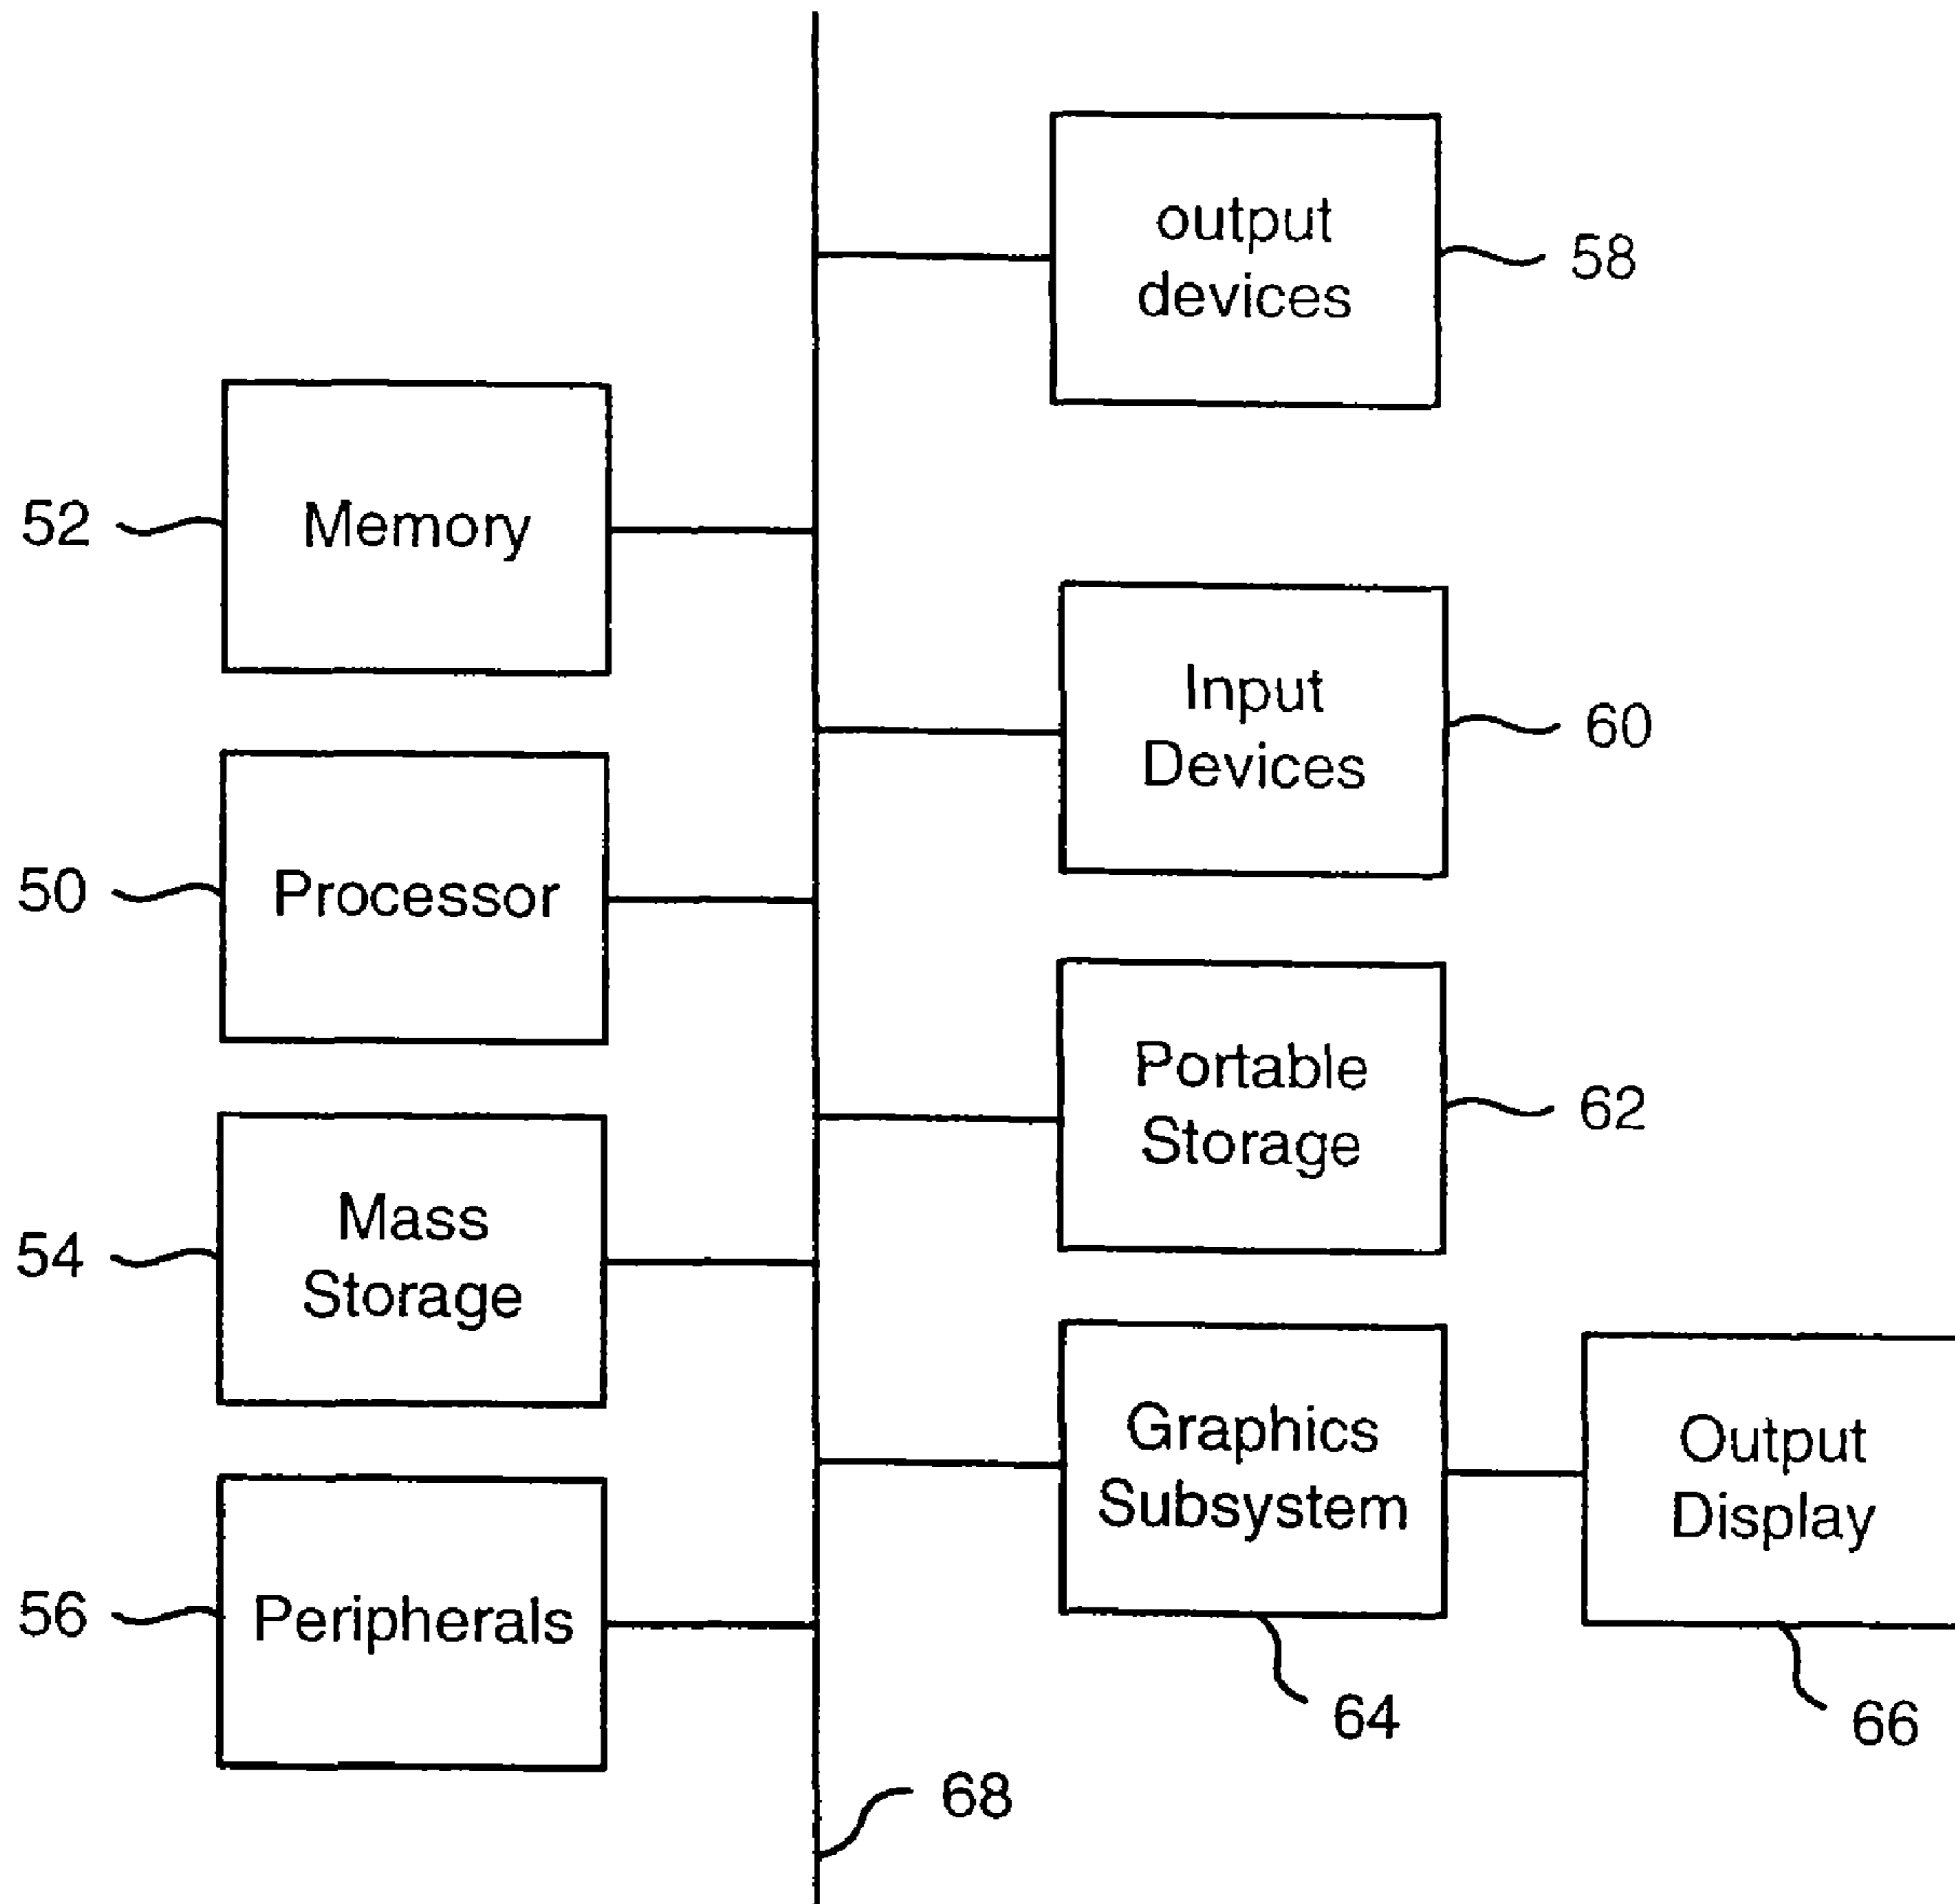 output
devices
58
52
Memory
Input
Devices
60
50
Processor
Portable
Storage
62
54
Mass
Storage
Graphics
Subsystem
Output
Display
56
Peripherals
64
66
68